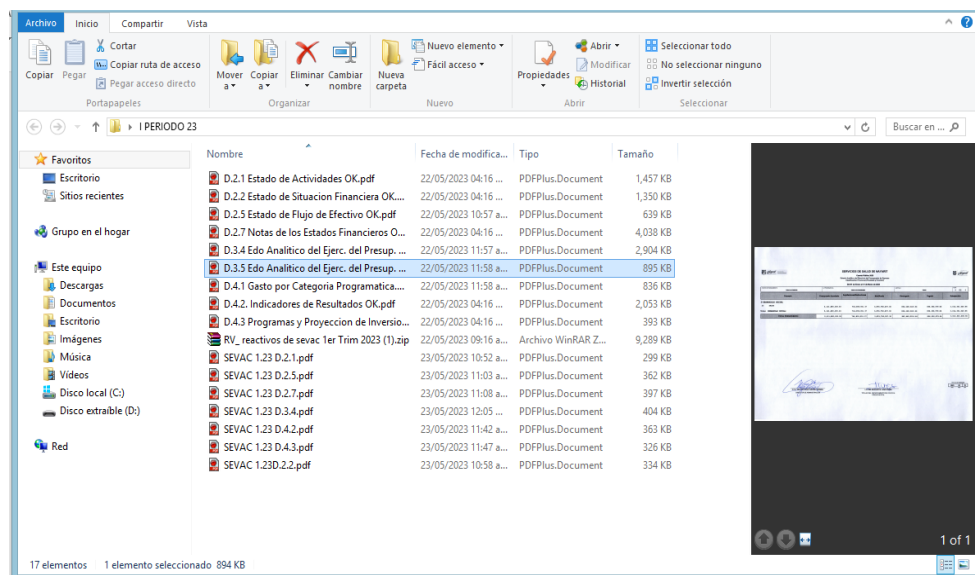 Archivo Inicio Compartir Vista
Copiar
Pegar
Cortar
Copiar ruta de acceso
Pegar acceso directo
Portapapeles
Mover a
Copiar a
Eliminar
Cambiar nombre
Organizar
Nueva carpeta
Nuevo elemento
Fácil acceso
Nuevo
Propiedades
Abrir
Modificar
Historial
Abrir
Seleccionar todo
No seleccionar ninguno
Invertir selección
Seleccionar
I PERIODO 23
Buscar en ...
Favoritos
Escritorio
Sitios recientes
Grupo en el hogar
Este equipo
Descargas
Documentos
Escritorio
Imágenes
Música
Vídeos
Disco local (C:)
Disco extraíble (D:)
Red
Nombre Fecha de modifica... Tipo Tamaño
D.2.1 Estado de Actividades OK.pdf 22/05/2023 04:16 ... PDFPlus.Document 1,457 KB
D.2.2 Estado de Situacion Financiera OK.... 22/05/2023 04:16 ... PDFPlus.Document 1,350 KB
D.2.5 Estado de Flujo de Efectivo OK.pdf 22/05/2023 10:57 a... PDFPlus.Document 639 KB
D.2.7 Notas de los Estados Financieros O... 22/05/2023 04:16 ... PDFPlus.Document 4,038 KB
D.3.4 Edo Analitico del Ejerc. del Presup. ... 22/05/2023 11:57 a... PDFPlus.Document 2,904 KB
D.3.5 Edo Analitico del Ejerc. del Presup. ... 22/05/2023 11:58 a... PDFPlus.Document 895 KB
D.4.1 Gasto por Categoria Programatica.... 22/05/2023 11:58 a... PDFPlus.Document 836 KB
D.4.2. Indicadores de Resultados OK.pdf 22/05/2023 04:16 ... PDFPlus.Document 2,053 KB
D.4.3 Programas y Proyeccion de Inversio... 22/05/2023 04:16 ... PDFPlus.Document 393 KB
RV_ reactivos de sevac 1er Trim 2023 (1).zip 22/05/2023 09:16 a... Archivo WinRAR Z... 9,289 KB
SEVAC 1.23 D.2.1.pdf 23/05/2023 10:52 a... PDFPlus.Document 299 KB
SEVAC 1.23 D.2.5.pdf 23/05/2023 11:03 a... PDFPlus.Document 362 KB
SEVAC 1.23 D.2.7.pdf 23/05/2023 11:08 a... PDFPlus.Document 397 KB
SEVAC 1.23 D.3.4.pdf 23/05/2023 12:05 ... PDFPlus.Document 404 KB
SEVAC 1.23 D.4.2.pdf 23/05/2023 11:42 a... PDFPlus.Document 363 KB
SEVAC 1.23 D.4.3.pdf 23/05/2023 11:47 a... PDFPlus.Document 326 KB
SEVAC 1.23D.2.2.pdf 23/05/2023 10:58 a... PDFPlus.Document 334 KB
SERVICIOS DE SALUD DE NAYARIT
1 of 1
17 elementos 1 elemento seleccionado 894 KB